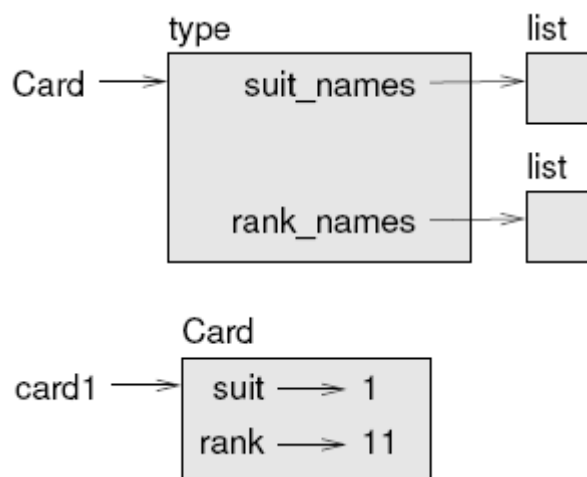 type
list
Card
suit_names
list
rank_names
Card
card1
suit
1
rank
11